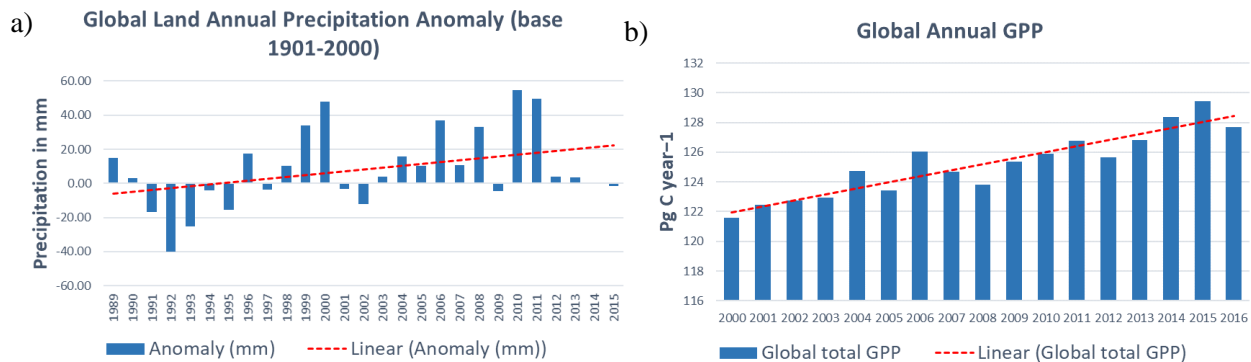 a)
Global Land Annual Precipitation Anomaly (base
1901-2000)
Precipitation in mm
60.00
40.00
20.00
0.00
-20.00
-40.00
-60.00
1989 1990 1991 1992 1993 1994 1995 1996 1997 1998 1999 2000 2001 2002 2003 2004 2005 2006 2007 2008 2009 2010 2011 2012 2013 2014 2015
Anomaly (mm) Linear (Anomaly (mm))
b)
Global Annual GPP
Pg C year−1
132
130
128
126
124
122
120
118
116
2000 2001 2002 2003 2004 2005 2006 2007 2008 2009 2010 2011 2012 2013 2014 2015 2016
Global total GPP Linear (Global total GPP)